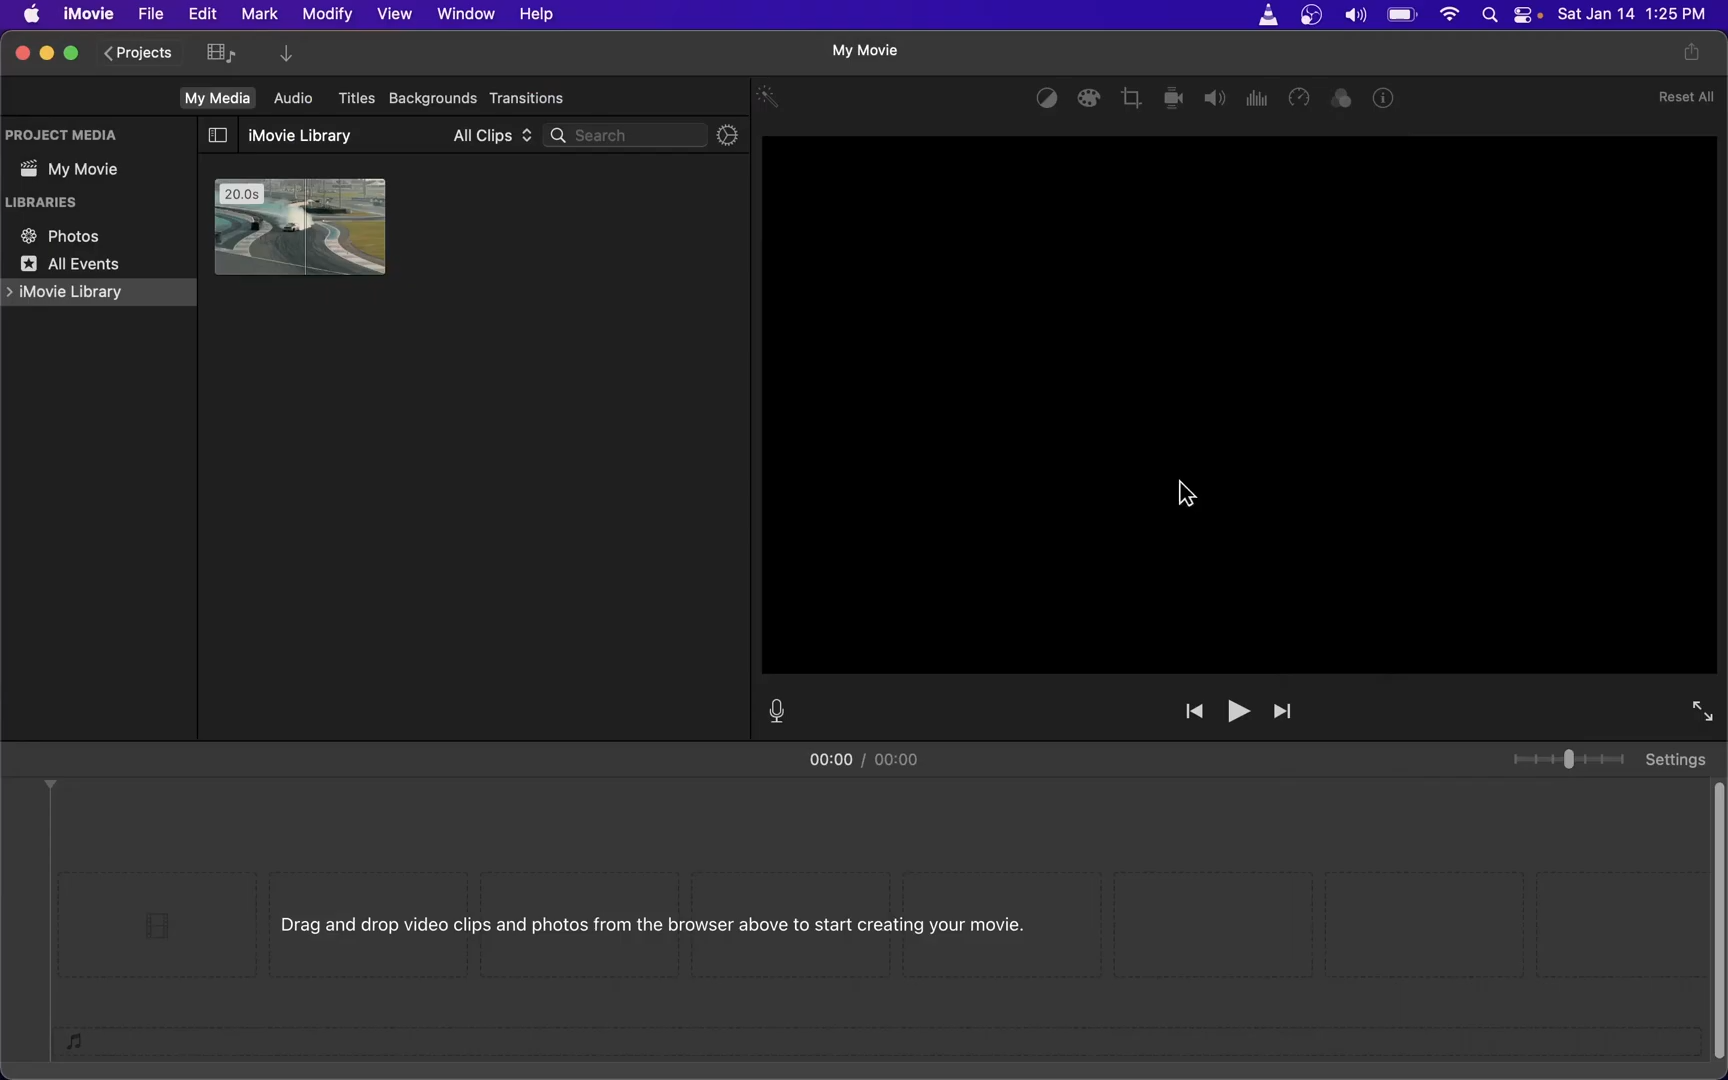 iMovie File Edit Mark Modify View Window Help Sat Jan 14 1:25 PM
Projects My Movie
My Media Audio Titles Backgrounds Transitions Reset All
PROJECT MEDIA iMovie Library All Clips Search
20.0s
My Movie
LIBRARIES
Photos
All Events
iMovie Library
00:00 / 00:00 Settings
Drag and drop video clips and photos from the browser above to start creating your movie.